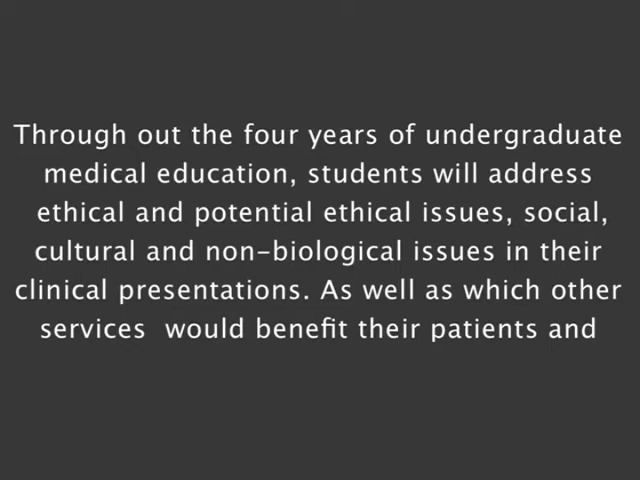 Through out the four years of undergraduate
medical education, students will address
ethical and potential ethical issues, social,
cultural and non-biological issues in their
clinical presentations. As well as which other
services  would benefit their patients and